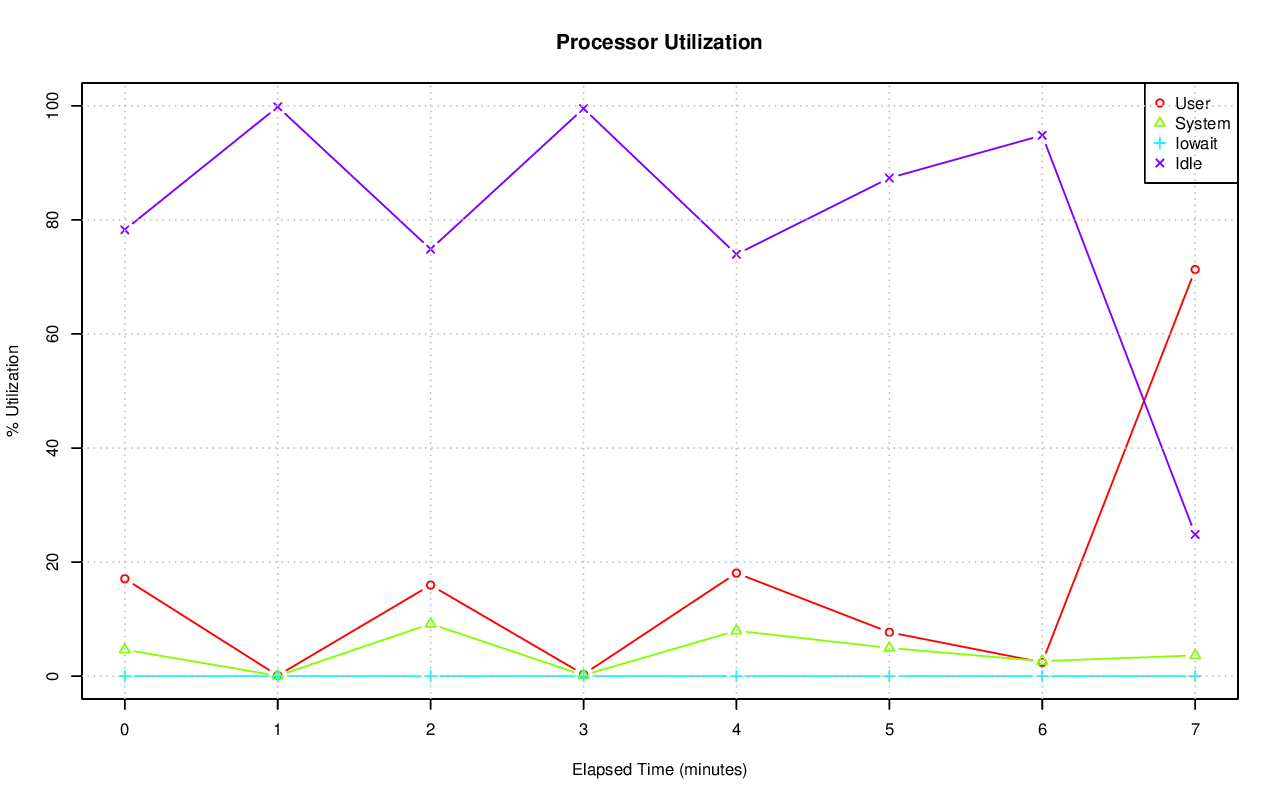 Processor Utilization
% Utilization
100
80
60
40
20
0
User
System
Iowait
Idle
0 1 2 3 4 5 6 7
Elapsed Time (minutes)